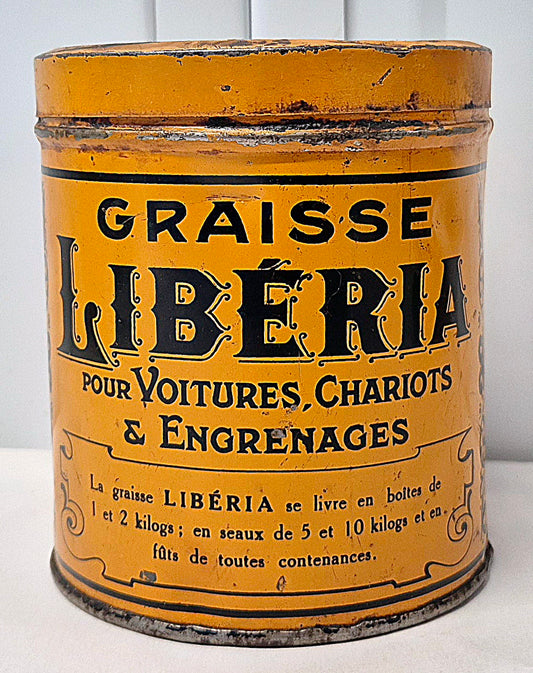 GRAISSE
LIBÉRIA
POUR VOITURES, CHARIOTS
& ENGRENAGES
La graisse LIBÉRIA se livre en boîtes de
1 et 2 kilogs; en seaux de 5 et 10 kilogs et en
fûts de toutes contenances.